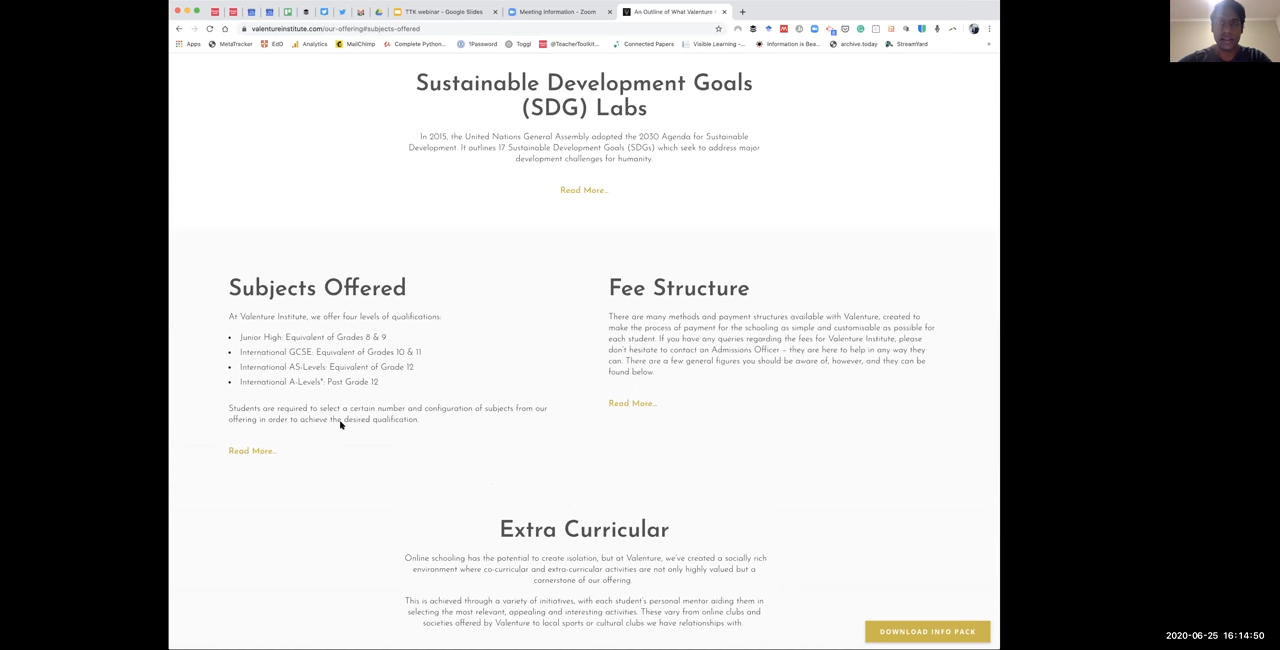 TTK webinar - Google Slides
Meeting Information - Zoom
An Outline of What Valenture
valentureinstitute.com/our-offering#subjects-offered
Apps
MetaTracker
EdD
Analytics
MailChimp
Complete Python...
1Password
Toggl
@TeacherToolkit...
Connected Papers
Visible Learning -...
Information is Bea...
archive.today
StreamYard
»
Sustainable Development Goals
(SDG) Labs
In 2015, the United Nations General Assembly adopted the 2030 Agenda for Sustainable
Development. It outlines 17 Sustainable Development Goals (SDGs) which seek to address major
development challenges for humanity.
Read More...
Subjects Offered
At Valenture Institute, we offer four levels of qualifications:
• Junior High: Equivalent of Grades 8 & 9
• International GCSE: Equivalent of Grades 10 & 11
• International AS-Levels: Equivalent of Grade 12
• International A-Levels*: Post Grade 12
Students are required to select a certain number and configuration of subjects from our
offering in order to achieve the desired qualification.
Read More...
Fee Structure
There are many methods and payment structures available with Valenture, created to
make the process of payment for the schooling as simple and customisable as possible for
each student. If you have any queries regarding the fees for Valenture Institute, please
don't hesitate to contact an Admissions Officer – they are here to help in any way they
can. There are a few general figures you should be aware of, however, and they can be
found below.
Read More...
Extra Curricular
Online schooling has the potential to create isolation, but at Valenture, we've created a socially rich
environment where co-curricular and extra-curricular activities are not only highly valued but a
cornerstone of our offering.
This is achieved through a variety of initiatives, with each student's personal mentor aiding them in
selecting the most relevant, appealing and interesting activities. These vary from online clubs and
societies offered by Valenture to local sports or cultural clubs we have relationships with.
DOWNLOAD INFO PACK
2020-06-25 16:14:50